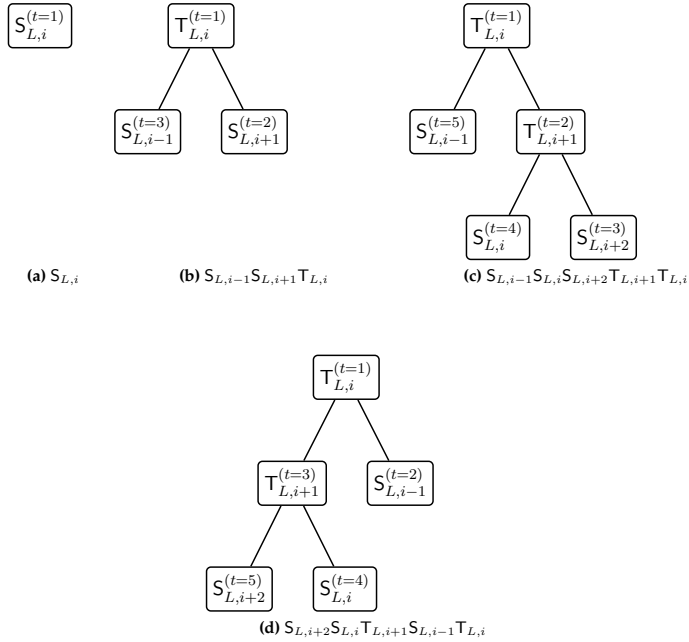 S_{L,i}^{(t=1)} T_{L,i}^{(t=1)} T_{L,i}^{(t=1)}
S_{L,i-1}^{(t=3)} S_{L,i+1}^{(t=2)} S_{L,i-1}^{(t=5)} T_{L,i+1}^{(t=2)}
S_{L,i}^{(t=4)} S_{L,i+2}^{(t=3)}
(a) S_{L,i} (b) S_{L,i-1}S_{L,i+1}T_{L,i} (c) S_{L,i-1}S_{L,i}S_{L,i+2}T_{L,i+1}T_{L,i}
T_{L,i}^{(t=1)}
T_{L,i+1}^{(t=3)} S_{L,i-1}^{(t=2)}
S_{L,i+2}^{(t=5)} S_{L,i}^{(t=4)}
(d) S_{L,i+2}S_{L,i}T_{L,i+1}S_{L,i-1}T_{L,i}